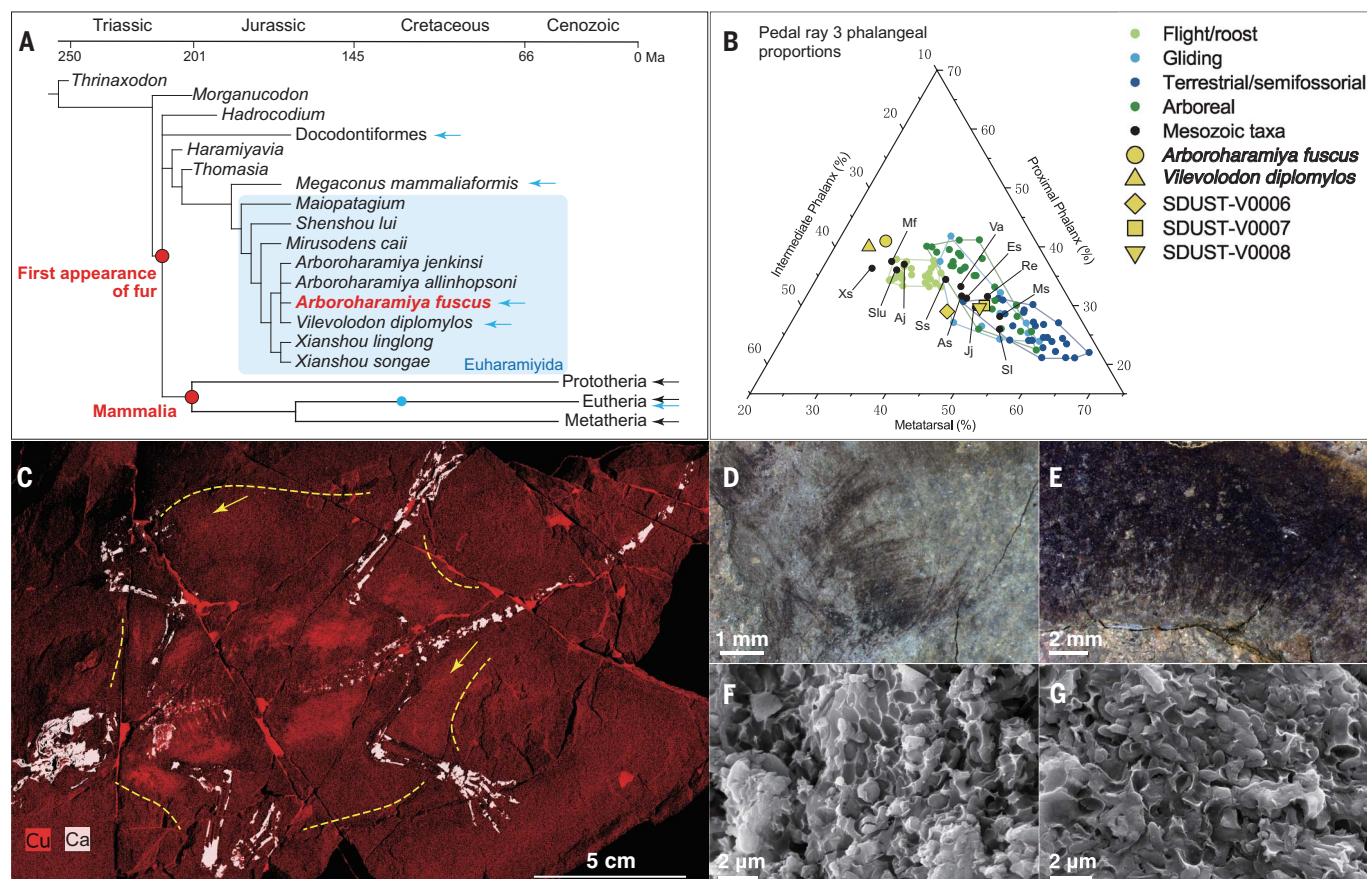 A
Triassic
Jurassic
Cretaceous
Cenozoic
250
201
145
66
0 Ma
Thrinaxodon
Morganucodon
Hadrocodium
Docodontiformes
Haramiyavia
Thomasia
Megaconus mammaliaformis
Maiopatagium
Shenshou lui
Mirusodens caii
Arboroharamiya jenkinsi
Arboroharamiya allinhopsoni
Arboroharamiya fuscus
Vilevolodon diplomylos
Xianshou linglong
Xianshou songae
Euharamiyida
First appearance
of fur
Prototheria
Mammalia
Eutheria
Metatheria
B
Pedal ray 3 phalangeal
proportions
10
70
20
60
30
50
40
40
50
30
60
20
Intermediate Phalanx (%)
Proximal Phalanx (%)
Mf
Va
Es
Re
Ms
Xs
Slu
Aj
Ss
As
Jj
Sl
20
30
40
50
60
70
Metatarsal (%)
Flight/roost
Gliding
Terrestrial/semifossorial
Arboreal
Mesozoic taxa
Arboroharamiya fuscus
Vilevolodon diplomylos
SDUST-V0006
SDUST-V0007
SDUST-V0008
C
Cu
Ca
5 cm
D
1 mm
E
2 mm
F
2 µm
G
2 µm